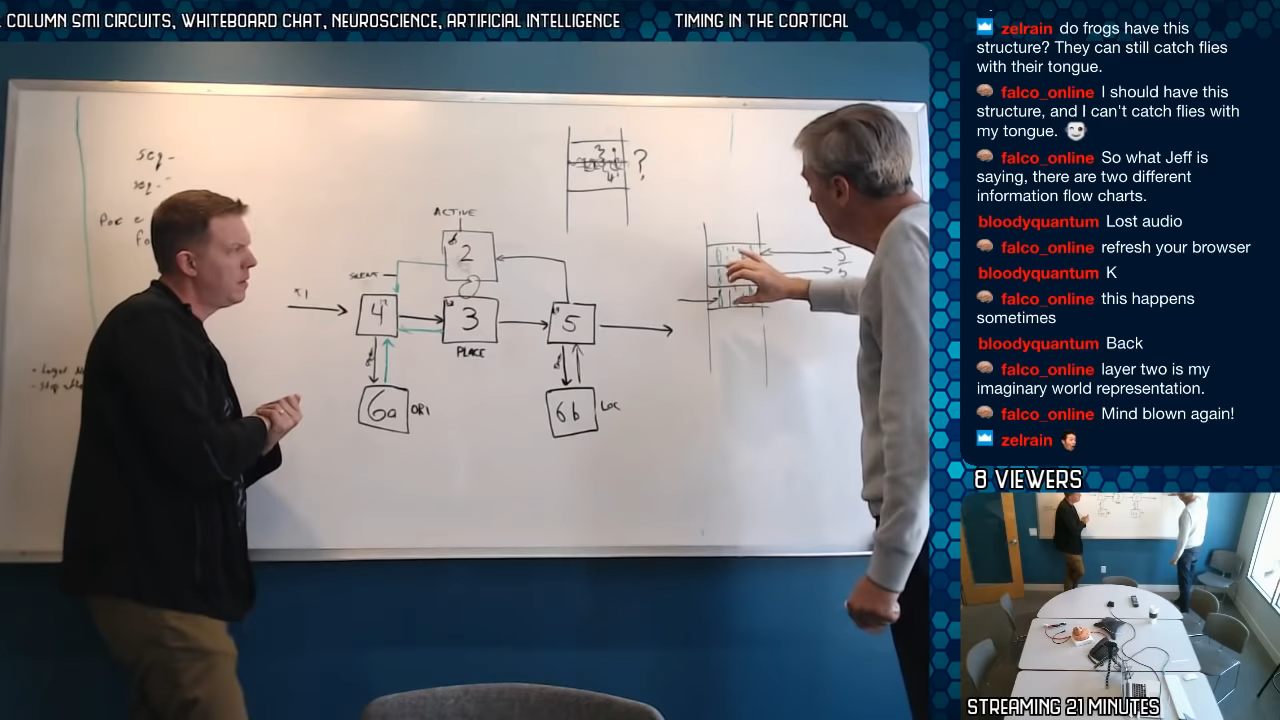 COLUMN SMI CIRCUITS, WHITEBOARD CHAT, NEUROSCIENCE, ARTIFICIAL INTELLIGENCE TIMING IN THE CORTICAL
zelrain do frogs have this
structure? They can still catch flies
with their tongue.
falco_online I should have this
structure, and I can't catch flies with
my tongue.
falco_online So what Jeff is
saying, there are two different
information flow charts.
bloodyquantum Lost audio
falco_online refresh your browser
bloodyquantum K
falco_online this happens
sometimes
bloodyquantum Back
falco_online layer two is my
imaginary world representation.
falco_online Mind blown again!
zelrain
8 VIEWERS
STREAMING 21 MINUTES
seq-
seq-
?
ACTIVE
2
SILENT
4
3
5
PLACE
6a ORI
6b LOC